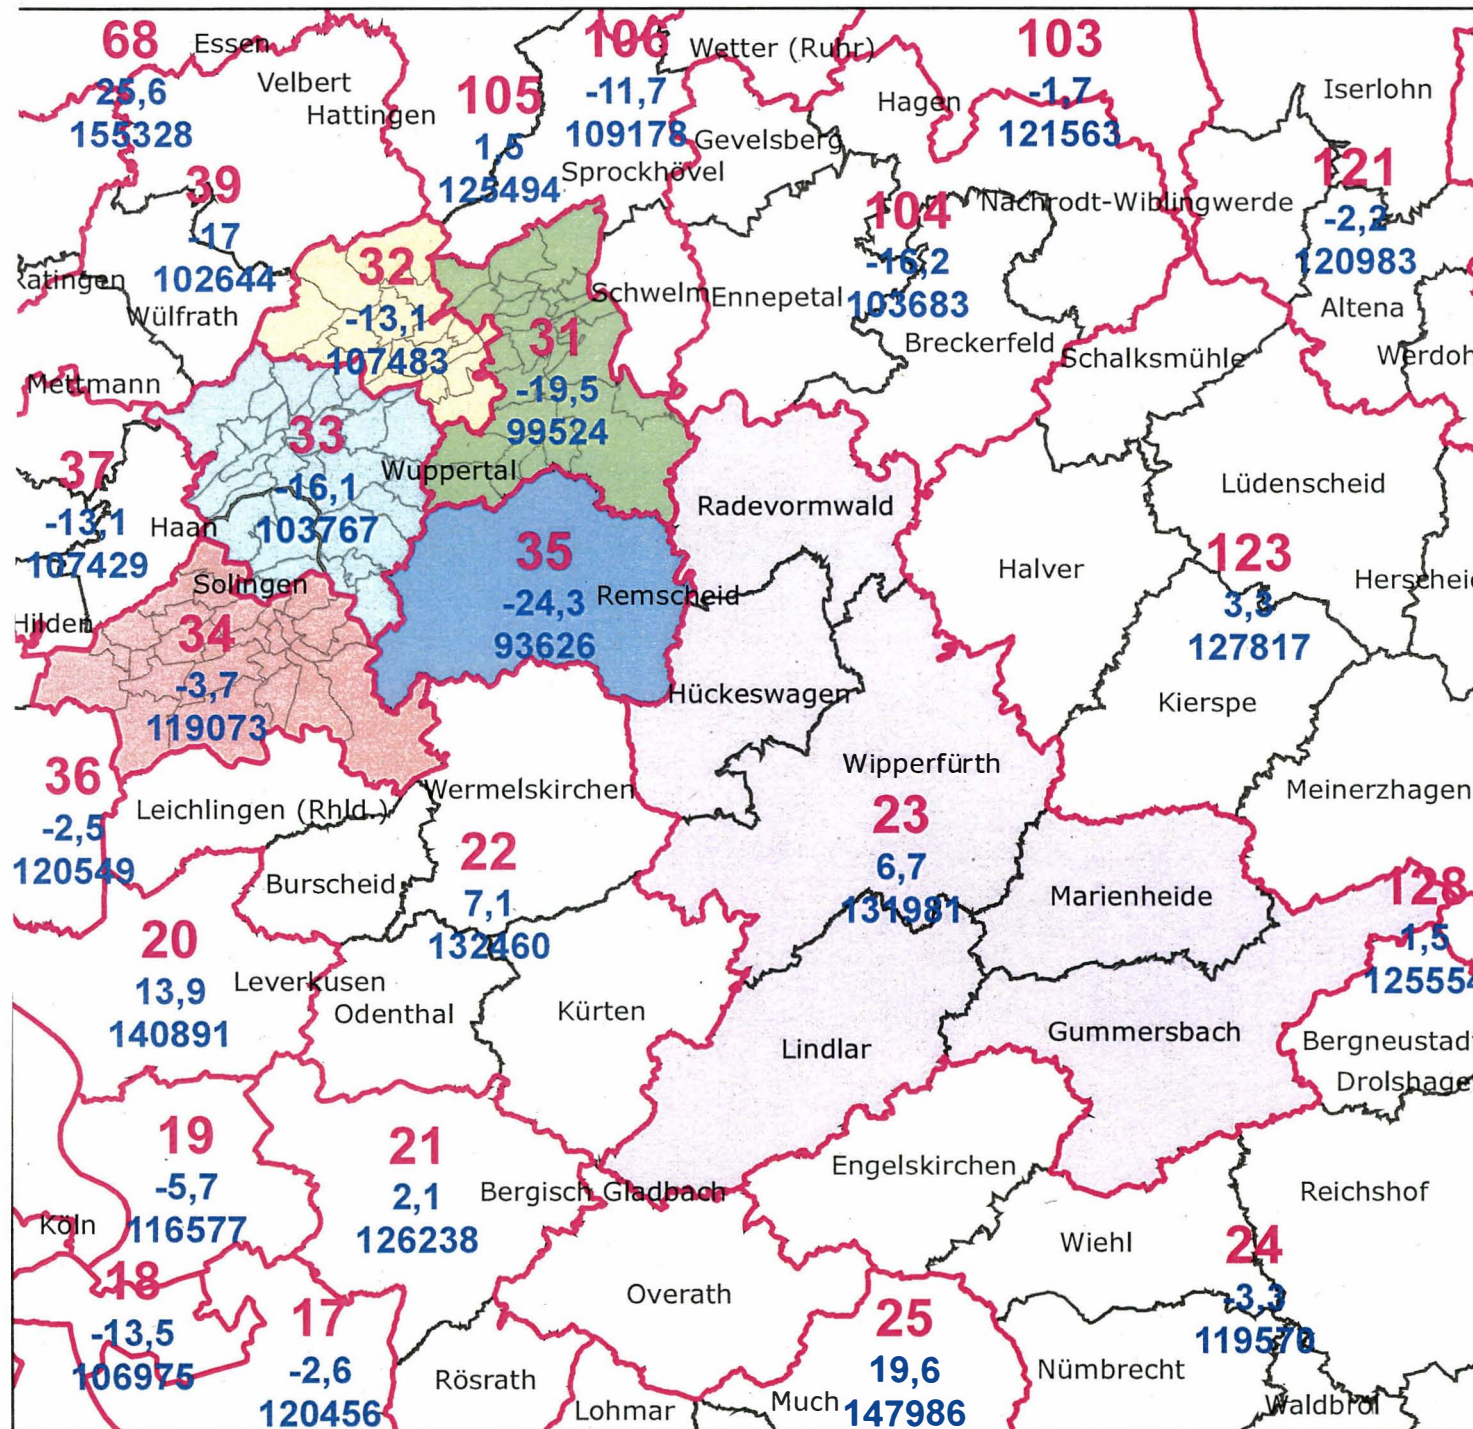 68
Essen
25,6
155328
Velbert
Hattingen
105
1,5
125494
106
-11,7
109178
Wetter (Ruhr)
Gevelsberg
Sprockhövel
Hagen
103
-1,7
121563
Iserlohn
121
-2,2
120983
Altena
39
-17
102644
104
-16,2
103683
Nachrodt-Wiblingwerde
Ratingen
Wülfrath
32
-13,1
107483
31
-19,5
99524
Schwelm
Ennepetal
Breckerfeld
Schalksmühle
Werdoh
Mettmann
33
-16,1
103767
Wuppertal
37
-13,1
107429
Haan
Radevormwald
Lüdenscheid
Halver
123
3,3
127817
Herscheid
Solingen
35
-24,3
93626
Remscheid
Hilden
34
-3,7
119073
Hückeswagen
Kierspe
Wipperfürth
36
-2,5
120549
Leichlingen (Rhld.)
Wermelskirchen
Meinerzhagen
22
7,1
132460
23
6,7
131981
Burscheid
Marienheide
128
1,5
125554
20
13,9
140891
Leverkusen
Odenthal
Kürten
Lindlar
Gummersbach
Bergneustadt
Drolshage
19
-5,7
116577
21
2,1
126238
Bergisch Gladbach
Engelskirchen
Reichshof
Köln
Wiehl
24
-3,3
119570
18
-13,5
106975
17
-2,6
120456
Overath
25
19,6
147986
Rösrath
Nümbrecht
Lohmar
Much
Waldbröl